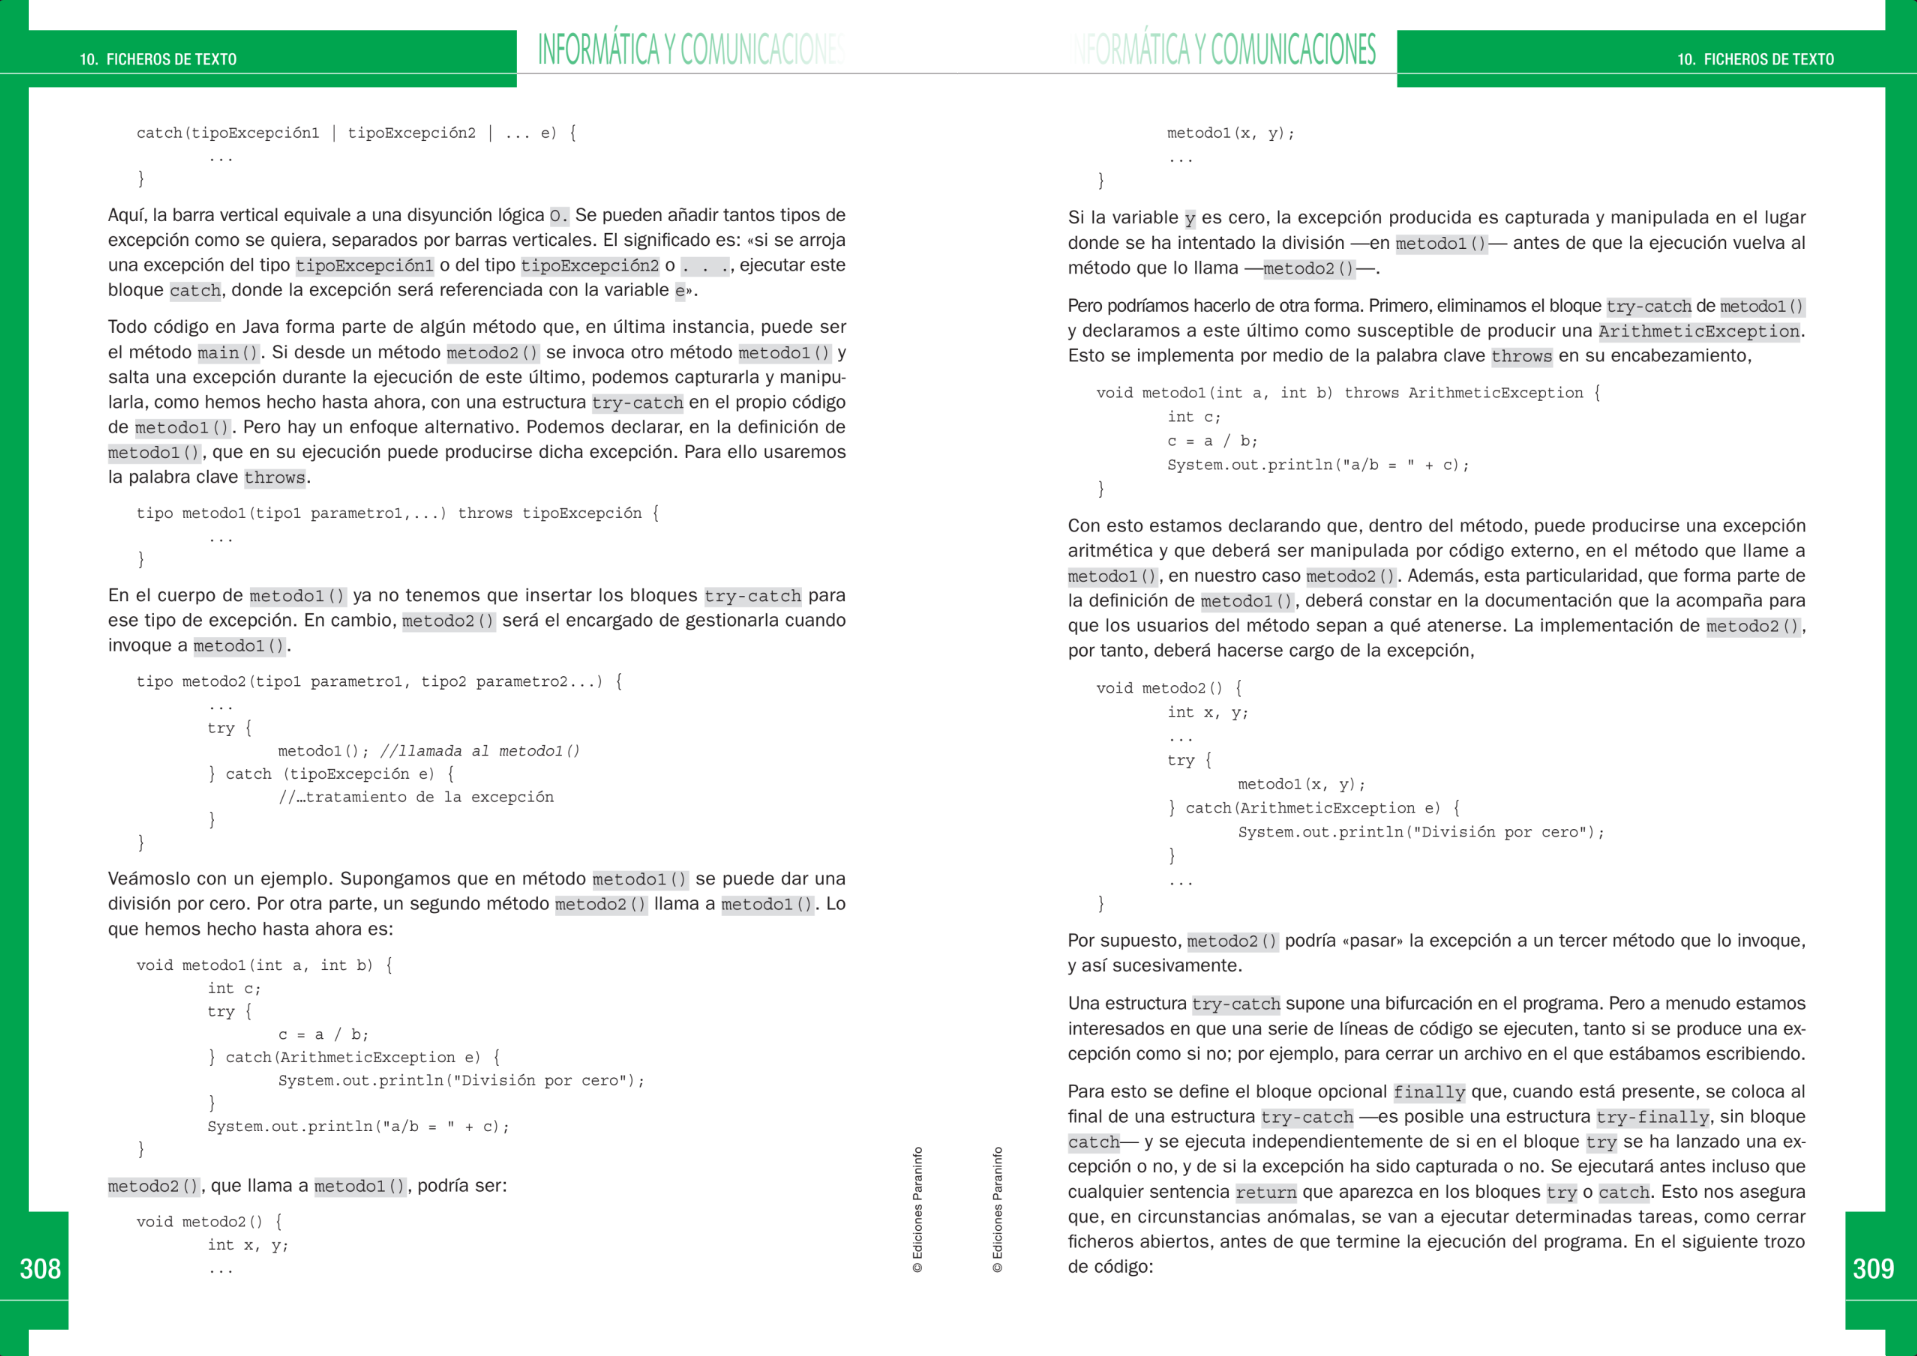 10. FICHEROS DE TEXTO
INFORMÁTICA Y COMUNICACIONES
catch(tipoExcepción1 | tipoExcepción2 | ... e) {
...
}
Aquí, la barra vertical equivale a una disyunción lógica O. Se pueden añadir tantos tipos de
excepción como se quiera, separados por barras verticales. El significado es: «si se arroja
una excepción del tipo tipoExcepción1 o del tipo tipoExcepción2 o . . ., ejecutar este
bloque catch, donde la excepción será referenciada con la variable e».
Todo código en Java forma parte de algún método que, en última instancia, puede ser
el método main(). Si desde un método metodo2() se invoca otro método metodo1() y
salta una excepción durante la ejecución de este último, podemos capturarla y manipu-
larla, como hemos hecho hasta ahora, con una estructura try-catch en el propio código
de metodo1(). Pero hay un enfoque alternativo. Podemos declarar, en la definición de
metodo1(), que en su ejecución puede producirse dicha excepción. Para ello usaremos
la palabra clave throws.
tipo metodo1(tipo1 parametro1,...) throws tipoExcepción {
...
}
En el cuerpo de metodo1() ya no tenemos que insertar los bloques try-catch para
ese tipo de excepción. En cambio, metodo2() será el encargado de gestionarla cuando
invoque a metodo1().
tipo metodo2(tipo1 parametro1, tipo2 parametro2...) {
...
try {
metodo1(); //llamada al metodo1()
} catch (tipoExcepción e) {
//…tratamiento de la excepción
}
}
Veámoslo con un ejemplo. Supongamos que en método metodo1() se puede dar una
división por cero. Por otra parte, un segundo método metodo2() llama a metodo1(). Lo
que hemos hecho hasta ahora es:
void metodo1(int a, int b) {
int c;
try {
c = a / b;
} catch(ArithmeticException e) {
System.out.println("División por cero");
}
System.out.println("a/b = " + c);
}
metodo2(), que llama a metodo1(), podría ser:
void metodo2() {
int x, y;
...
308
© Ediciones Paraninfo
INFORMÁTICA Y COMUNICACIONES
10. FICHEROS DE TEXTO
metodo1(x, y);
...
}
Si la variable y es cero, la excepción producida es capturada y manipulada en el lugar
donde se ha intentado la división —en metodo1()— antes de que la ejecución vuelva al
método que lo llama —metodo2()—.
Pero podríamos hacerlo de otra forma. Primero, eliminamos el bloque try-catch de metodo1()
y declaramos a este último como susceptible de producir una ArithmeticException.
Esto se implementa por medio de la palabra clave throws en su encabezamiento,
void metodo1(int a, int b) throws ArithmeticException {
int c;
c = a / b;
System.out.println("a/b = " + c);
}
Con esto estamos declarando que, dentro del método, puede producirse una excepción
aritmética y que deberá ser manipulada por código externo, en el método que llame a
metodo1(), en nuestro caso metodo2(). Además, esta particularidad, que forma parte de
la definición de metodo1(), deberá constar en la documentación que la acompaña para
que los usuarios del método sepan a qué atenerse. La implementación de metodo2(),
por tanto, deberá hacerse cargo de la excepción,
void metodo2() {
int x, y;
...
try {
metodo1(x, y);
} catch(ArithmeticException e) {
System.out.println("División por cero");
}
...
}
Por supuesto, metodo2() podría «pasar» la excepción a un tercer método que lo invoque,
y así sucesivamente.
Una estructura try-catch supone una bifurcación en el programa. Pero a menudo estamos
interesados en que una serie de líneas de código se ejecuten, tanto si se produce una ex-
cepción como si no; por ejemplo, para cerrar un archivo en el que estábamos escribiendo.
Para esto se define el bloque opcional finally que, cuando está presente, se coloca al
final de una estructura try-catch —es posible una estructura try-finally, sin bloque
catch— y se ejecuta independientemente de si en el bloque try se ha lanzado una ex-
cepción o no, y de si la excepción ha sido capturada o no. Se ejecutará antes incluso que
cualquier sentencia return que aparezca en los bloques try o catch. Esto nos asegura
que, en circunstancias anómalas, se van a ejecutar determinadas tareas, como cerrar
ficheros abiertos, antes de que termine la ejecución del programa. En el siguiente trozo
de código:
© Ediciones Paraninfo
309